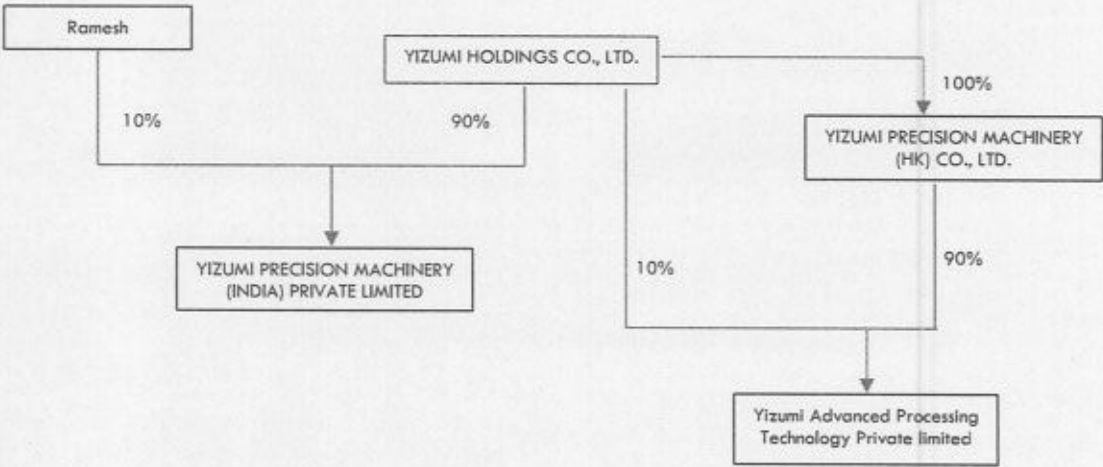 Ramesh
YIZUMI HOLDINGS CO., LTD.
10%
90%
100%
YIZUMI PRECISION MACHINERY
(HK) CO., LTD.
YIZUMI PRECISION MACHINERY
(INDIA) PRIVATE LIMITED
10%
90%
Yizumi Advanced Processing
Technology Private limited